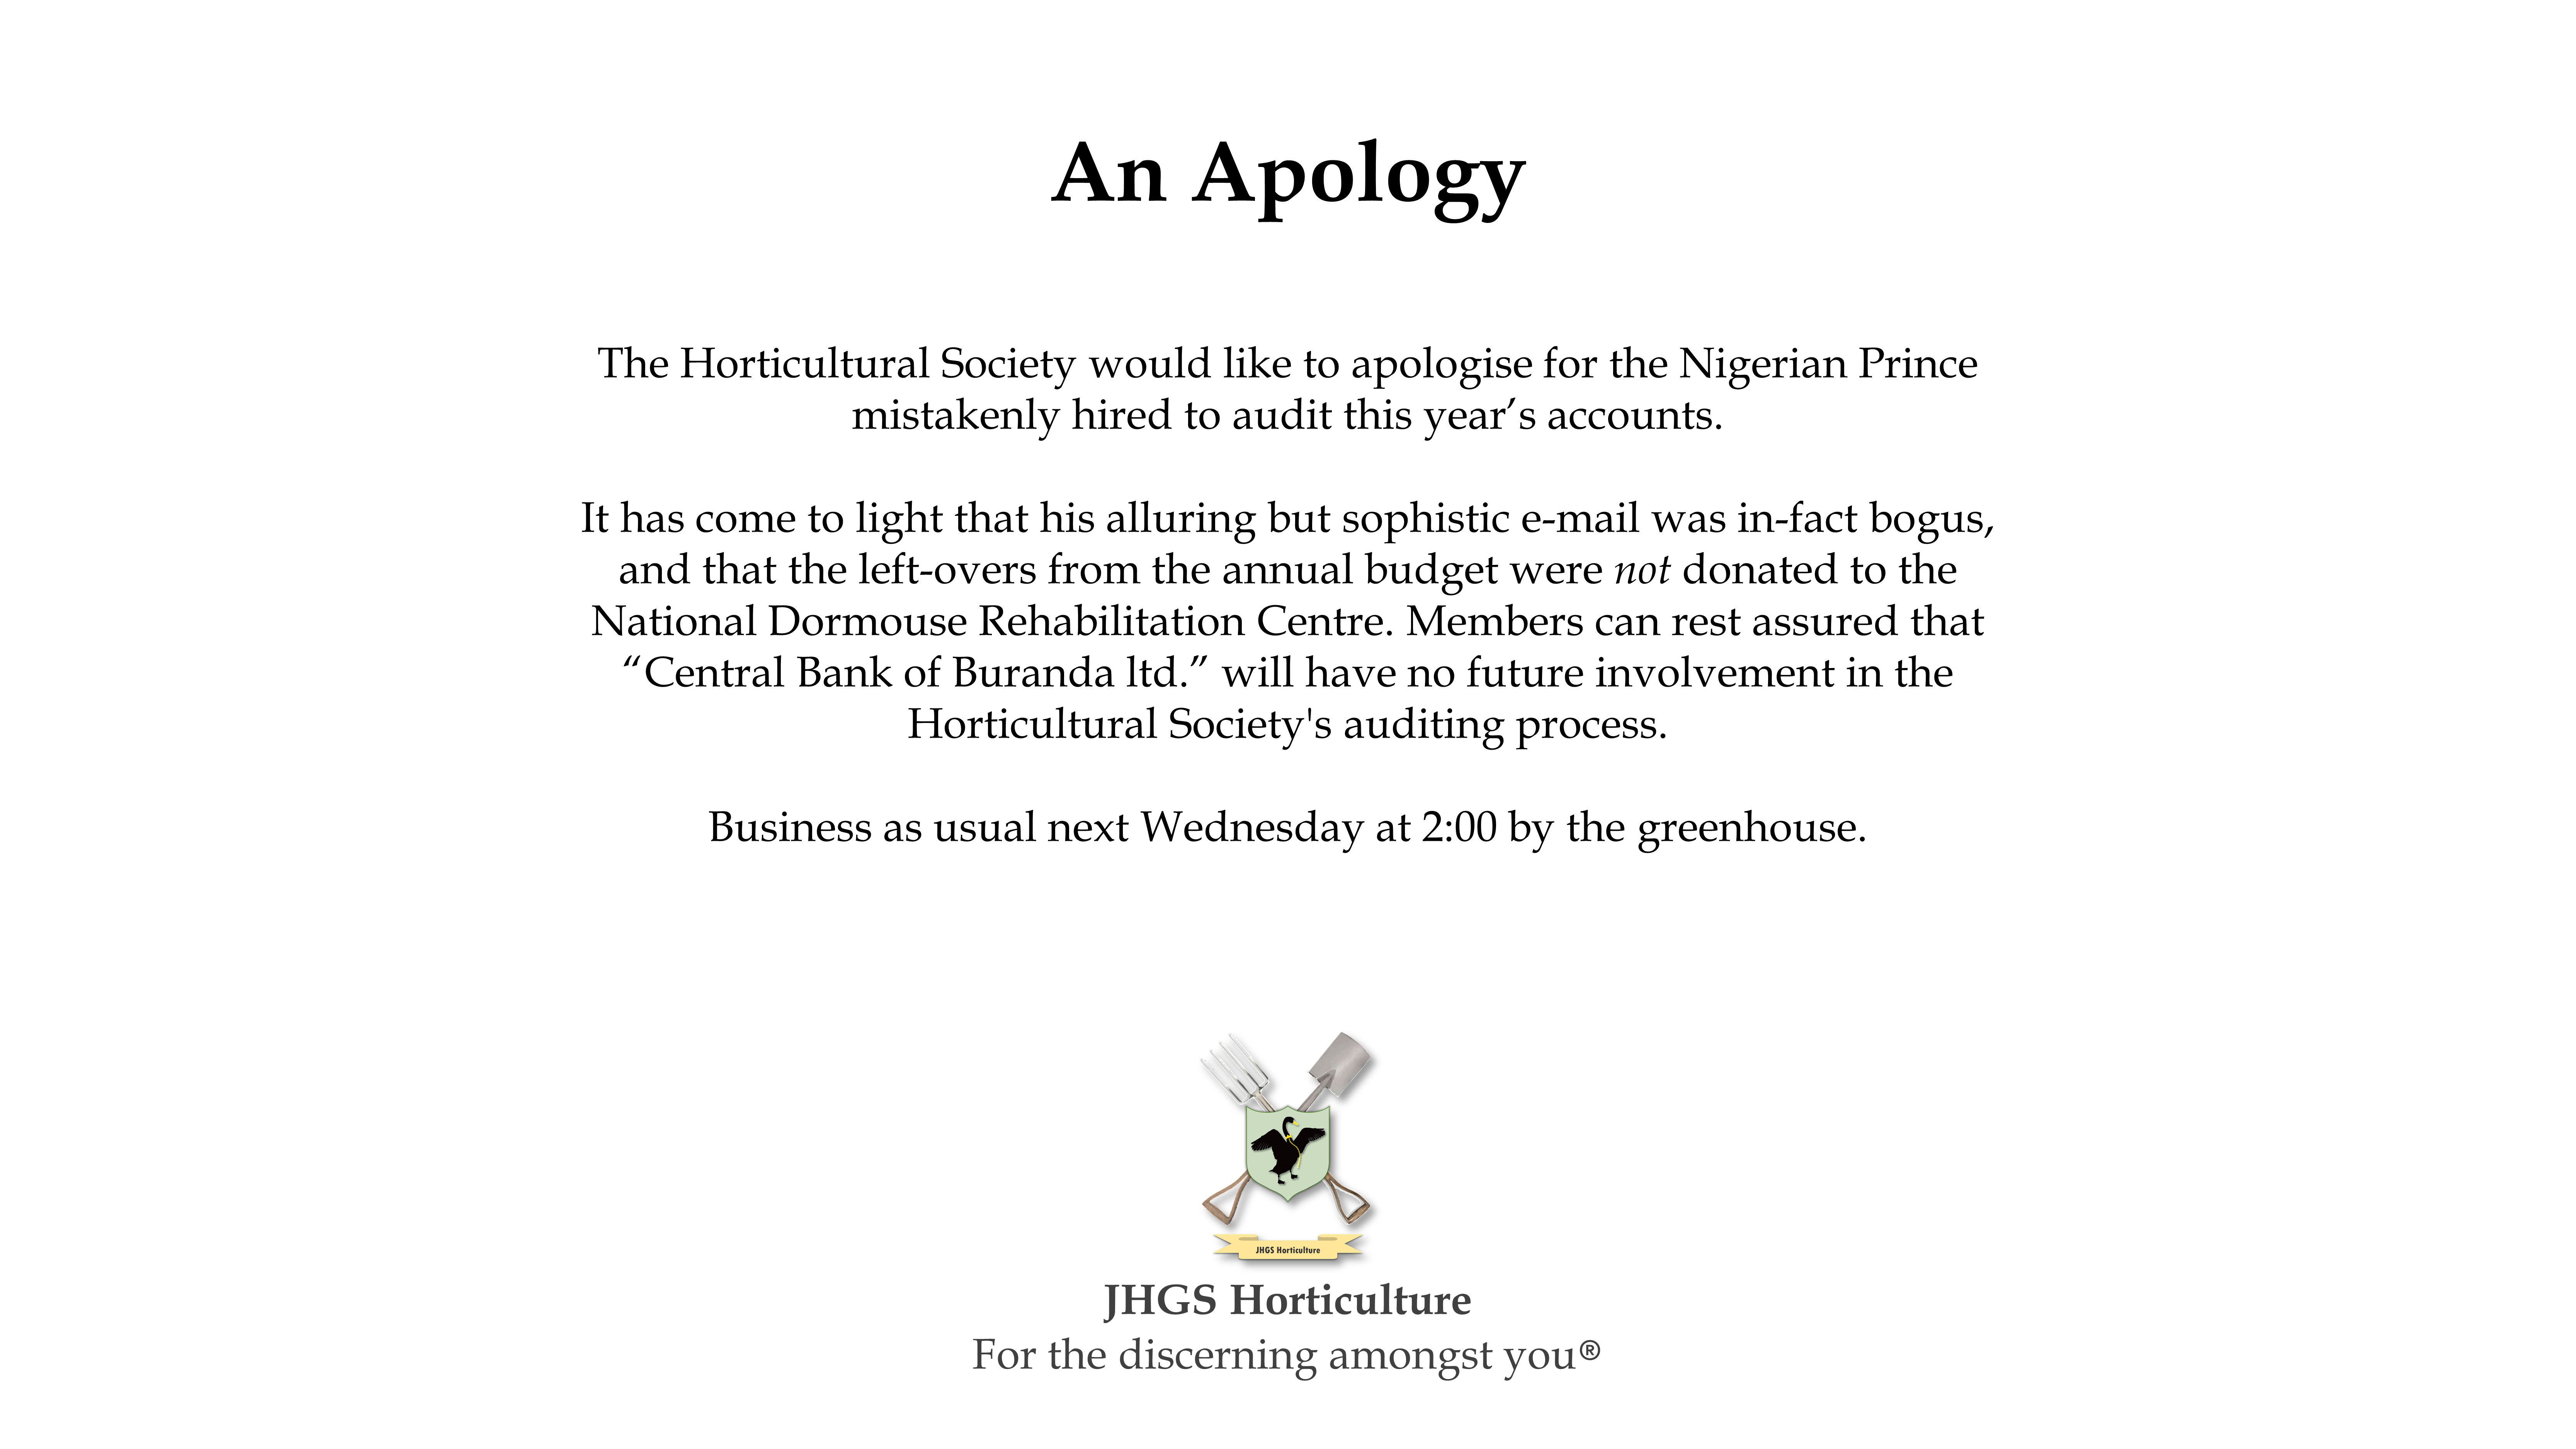 An Apology
The Horticultural Society would like to apologise for the Nigerian Prince
mistakenly hired to audit this year’s accounts.
It has come to light that his alluring but sophistic e-mail was in-fact bogus,
and that the left-overs from the annual budget were not donated to the
National Dormouse Rehabilitation Centre. Members can rest assured that
“Central Bank of Buranda ltd.” will have no future involvement in the
Horticultural Society's auditing process.
Business as usual next Wednesday at 2:00 by the greenhouse.
JHGS Horticulture
JHGS Horticulture
For the discerning amongst you®